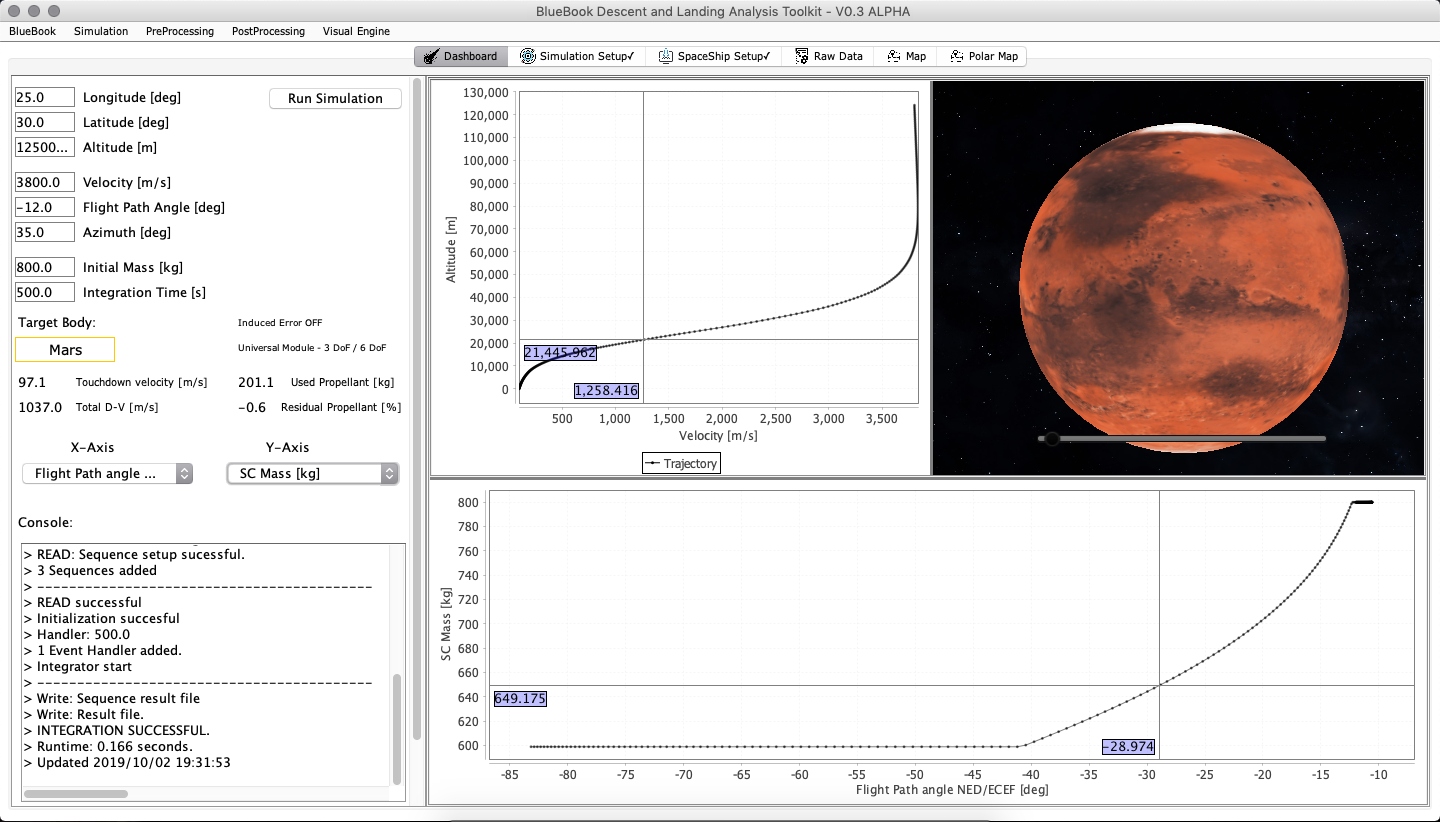 BlueBook Descent and Landing Analysis Toolkit - V0.3 ALPHA
BlueBook Simulation PreProcessing PostProcessing Visual Engine
Dashboard Simulation Setup✓ SpaceShip Setup✓ Raw Data Map Polar Map
25.0 Longitude [deg] Run Simulation
30.0 Latitude [deg]
12500... Altitude [m]
3800.0 Velocity [m/s]
-12.0 Flight Path Angle [deg]
35.0 Azimuth [deg]
800.0 Initial Mass [kg]
500.0 Integration Time [s]
Target Body: Induced Error OFF
Mars Universal Module - 3 DoF / 6 DoF
97.1 Touchdown velocity [m/s] 201.1 Used Propellant [kg]
1037.0 Total D-V [m/s] -0.6 Residual Propellant [%]
X-Axis Y-Axis
Flight Path angle ... SC Mass [kg]
Console:
> READ: Sequence setup sucessful.
> 3 Sequences added
> ------------------------------------------
> READ successful
> Initialization succesful
> Handler: 500.0
> 1 Event Handler added.
> Integrator start
> ------------------------------------------
> Write: Sequence result file
> Write: Result file.
> INTEGRATION SUCCESSFUL.
> Runtime: 0.166 seconds.
> Updated 2019/10/02 19:31:53
Altitude [m]
130,000
120,000
110,000
100,000
90,000
80,000
70,000
60,000
50,000
40,000
30,000
20,000
10,000
0
21,445.962
1,258.416
500 1,000 1,500 2,000 2,500 3,000 3,500
Velocity [m/s]
Trajectory
SC Mass [kg]
800
780
760
740
720
700
680
660
640
620
600
649.175
-28.974
-85 -80 -75 -70 -65 -60 -55 -50 -45 -40 -35 -30 -25 -20 -15 -10
Flight Path angle NED/ECEF [deg]